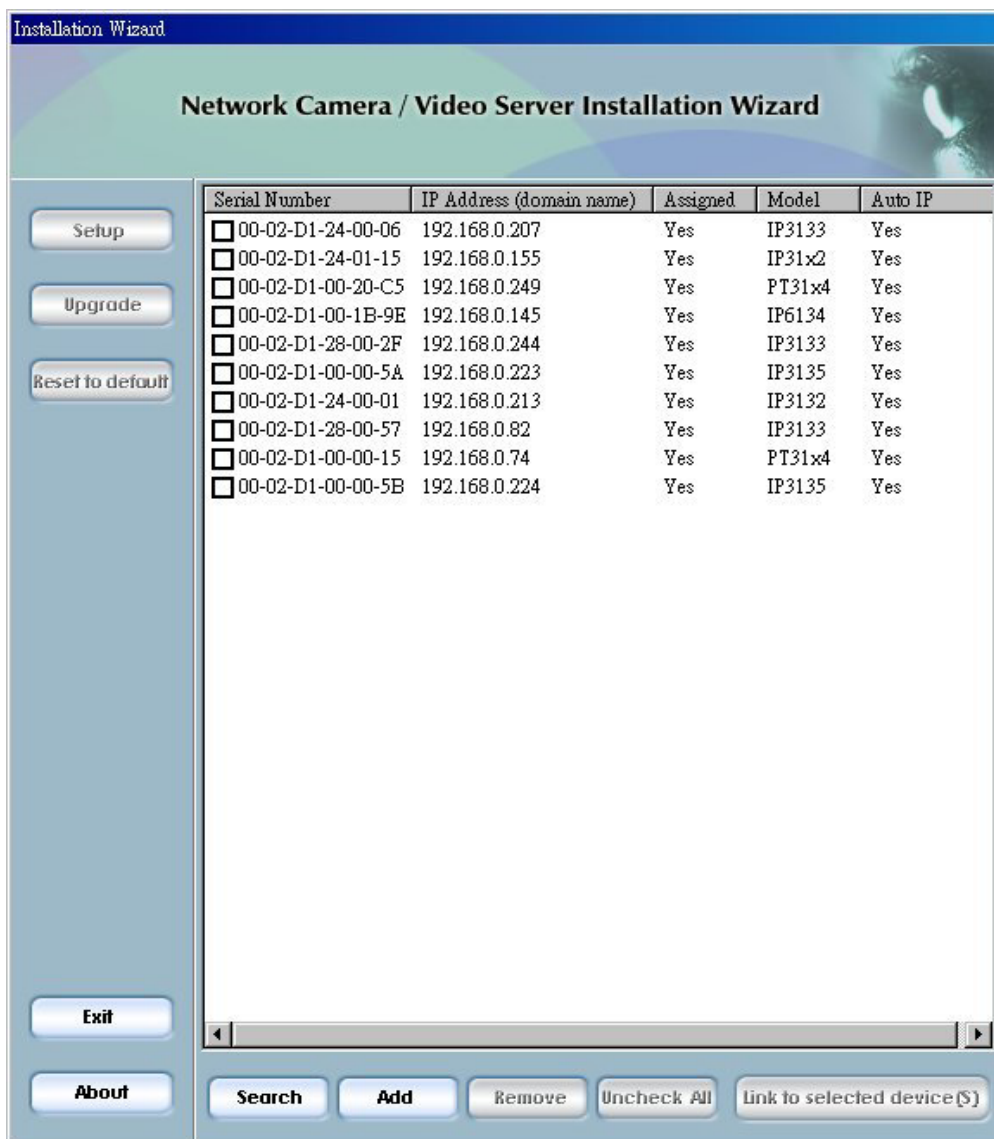 Installation Wizard
Network Camera / Video Server Installation Wizard
Serial Number IP Address (domain name) Assigned Model Auto IP
00-02-D1-24-00-06 192.168.0.207 Yes IP3133 Yes
00-02-D1-24-01-15 192.168.0.155 Yes IP31x2 Yes
00-02-D1-00-20-C5 192.168.0.249 Yes PT31x4 Yes
00-02-D1-00-1B-9E 192.168.0.145 Yes IP6134 Yes
00-02-D1-28-00-2F 192.168.0.244 Yes IP3133 Yes
00-02-D1-00-00-5A 192.168.0.223 Yes IP3135 Yes
00-02-D1-24-00-01 192.168.0.213 Yes IP3132 Yes
00-02-D1-28-00-57 192.168.0.82 Yes IP3133 Yes
00-02-D1-00-00-15 192.168.0.74 Yes PT31x4 Yes
00-02-D1-00-00-5B 192.168.0.224 Yes IP3135 Yes
Setup
Upgrade
Reset to default
Exit
About
Search Add Remove Uncheck All Link to selected device(S)